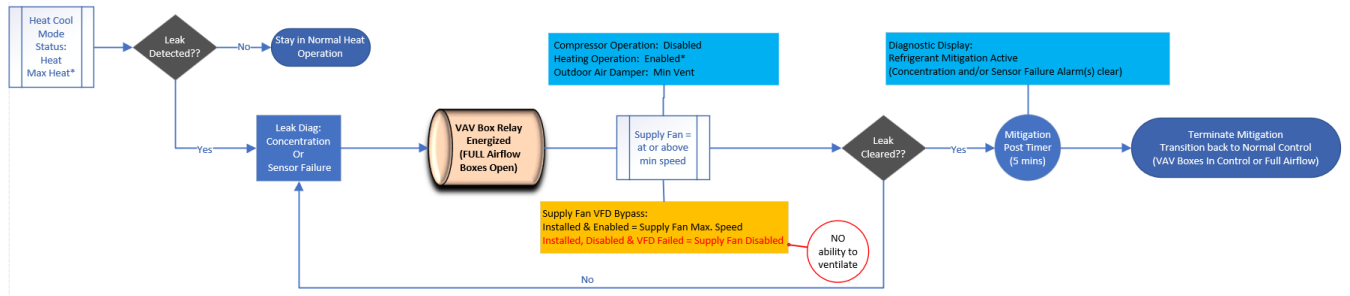 Heat Cool
Mode
Status:
Heat
Max Heat*
Leak
Detected??
No
Stay in Normal Heat
Operation
Yes
Leak Diag:
Concentration
Or
Sensor Failure
VAV Box Relay
Energized
(FULL Airflow
Boxes Open)
Compressor Operation: Disabled
Heating Operation: Enabled*
Outdoor Air Damper: Min Vent
Supply Fan =
at or above
min speed
Supply Fan VFD Bypass:
Installed & Enabled = Supply Fan Max. Speed
Installed, Disabled & VFD Failed = Supply Fan Disabled
NO
ability to
ventilate
Leak
Cleared??
Yes
No
Diagnostic Display:
Refrigerant Mitigation Active
(Concentration and/or Sensor Failure Alarm(s) clear)
Mitigation
Post Timer
(5 mins)
Terminate Mitigation
Transition back to Normal Control
(VAV Boxes In Control or Full Airflow)